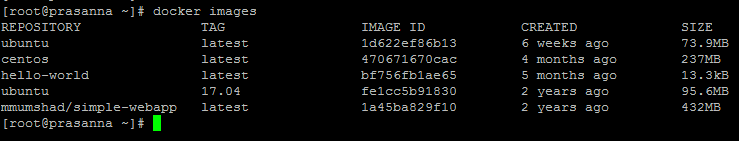 [root@prasanna /]# docker images
REPOSITORY TAG IMAGE ID CREATED SIZE
ubuntu latest 1d622ef86b13 6 weeks ago 73.9MB
centos latest 470671670cac 4 months ago 237MB
hello-world latest bf756fb1ae65 5 months ago 13.3kB
ubuntu 17.04 fe1cc5b91830 2 years ago 95.6MB
mmumshad/simple-webapp latest 1a45ba829f10 2 years ago 432MB
[root@prasanna /]#